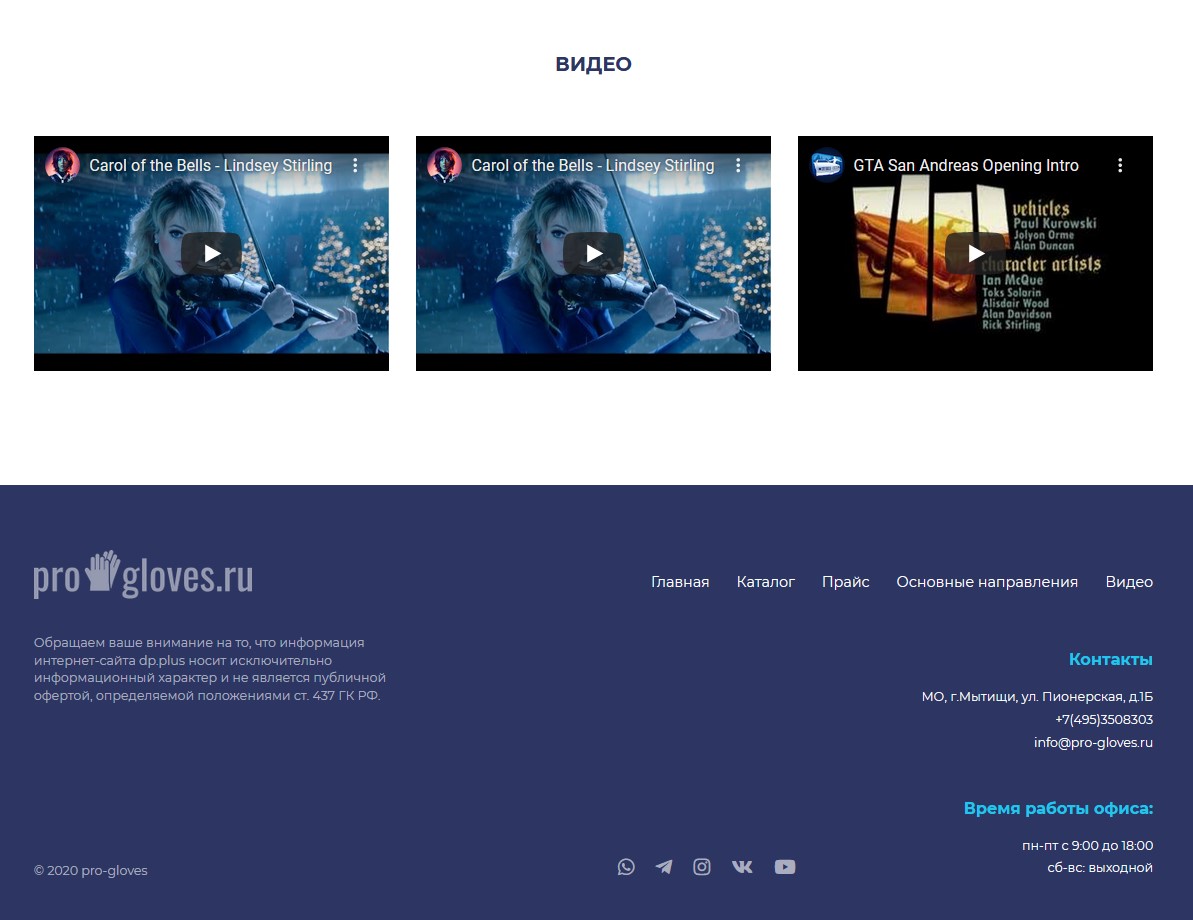 ВИДЕО
Carol of the Bells - Lindsey Stirling
Carol of the Bells - Lindsey Stirling
GTA San Andreas Opening Intro
vehicles
Paul Kurowski
Jolyon Orme
Alan Duncan
character artists
Ian McQue
Toks Solarin
Alisdair Wood
Alan Davidson
Rick Stirling
pro gloves.ru
Главная Каталог Прайс Основные направления Видео
Обращаем ваше внимание на то, что информация
интернет-сайта dp.plus носит исключительно
информационный характер и не является публичной
офертой, определяемой положениями ст. 437 ГК РФ.
Контакты
МО, г.Мытищи, ул. Пионерская, д.1Б
+7(495)3508303
info@pro-gloves.ru
Время работы офиса:
пн-пт с 9:00 до 18:00
сб-вс: выходной
© 2020 pro-gloves